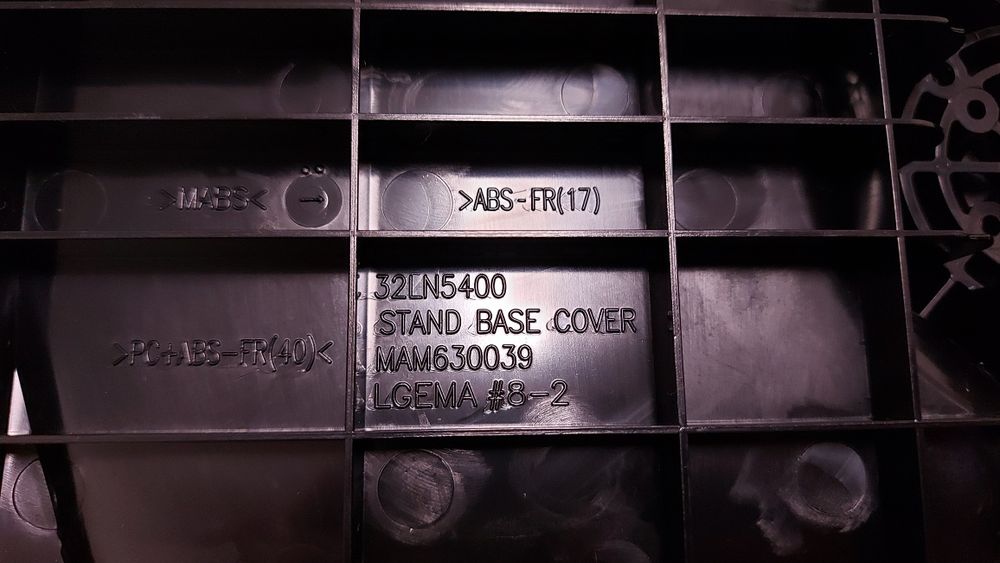 >MABS<
>ABS-FR(17)
>PC+ABS-FR(40)<
32LN5400
STAND BASE COVER
MAM630039
LGEMA #8-2